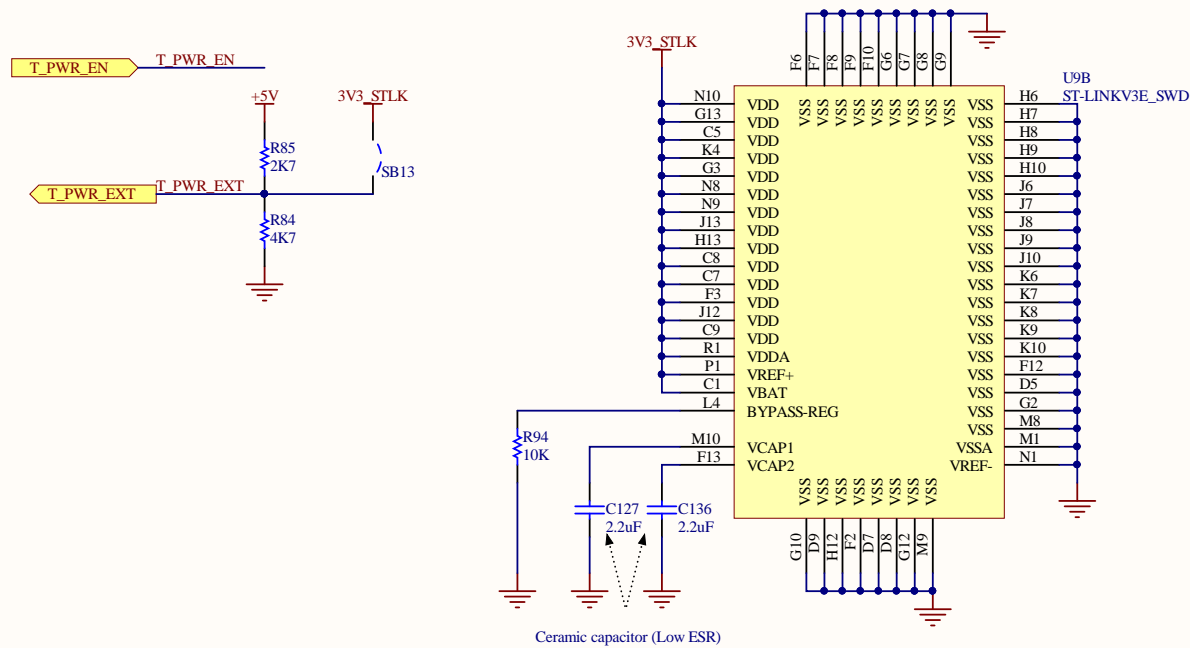 T_PWR_EN
T_PWR_EN
+5V
3V3_STLK
R85
2K7
SB13
T_PWR_EXT
T_PWR_EXT
R84
4K7
3V3_STLK
U9B
ST-LINKV3E_SWD
F6
F7
F8
F9
F10
G6
G7
G8
G9
VSS
VSS
VSS
VSS
VSS
VSS
VSS
VSS
VSS
N10 VDD
G13 VDD
C5 VDD
K4 VDD
G3 VDD
N8 VDD
N9 VDD
J13 VDD
H13 VDD
C8 VDD
C7 VDD
F3 VDD
J12 VDD
C9 VDD
R1 VDDA
P1 VREF+
C1 VBAT
L4 BYPASS-REG
M10 VCAP1
F13 VCAP2
VSS H6
VSS H7
VSS H8
VSS H9
VSS H10
VSS J6
VSS J7
VSS J8
VSS J9
VSS J10
VSS K6
VSS K7
VSS K8
VSS K9
VSS K10
VSS F12
VSS D5
VSS G2
VSS M8
VSSA M1
VREF- N1
VSS
VSS
VSS
VSS
VSS
VSS
VSS
VSS
G10
D9
H12
F2
D7
D8
G12
M9
R94
10K
C127
2.2uF
C136
2.2uF
Ceramic capacitor (Low ESR)